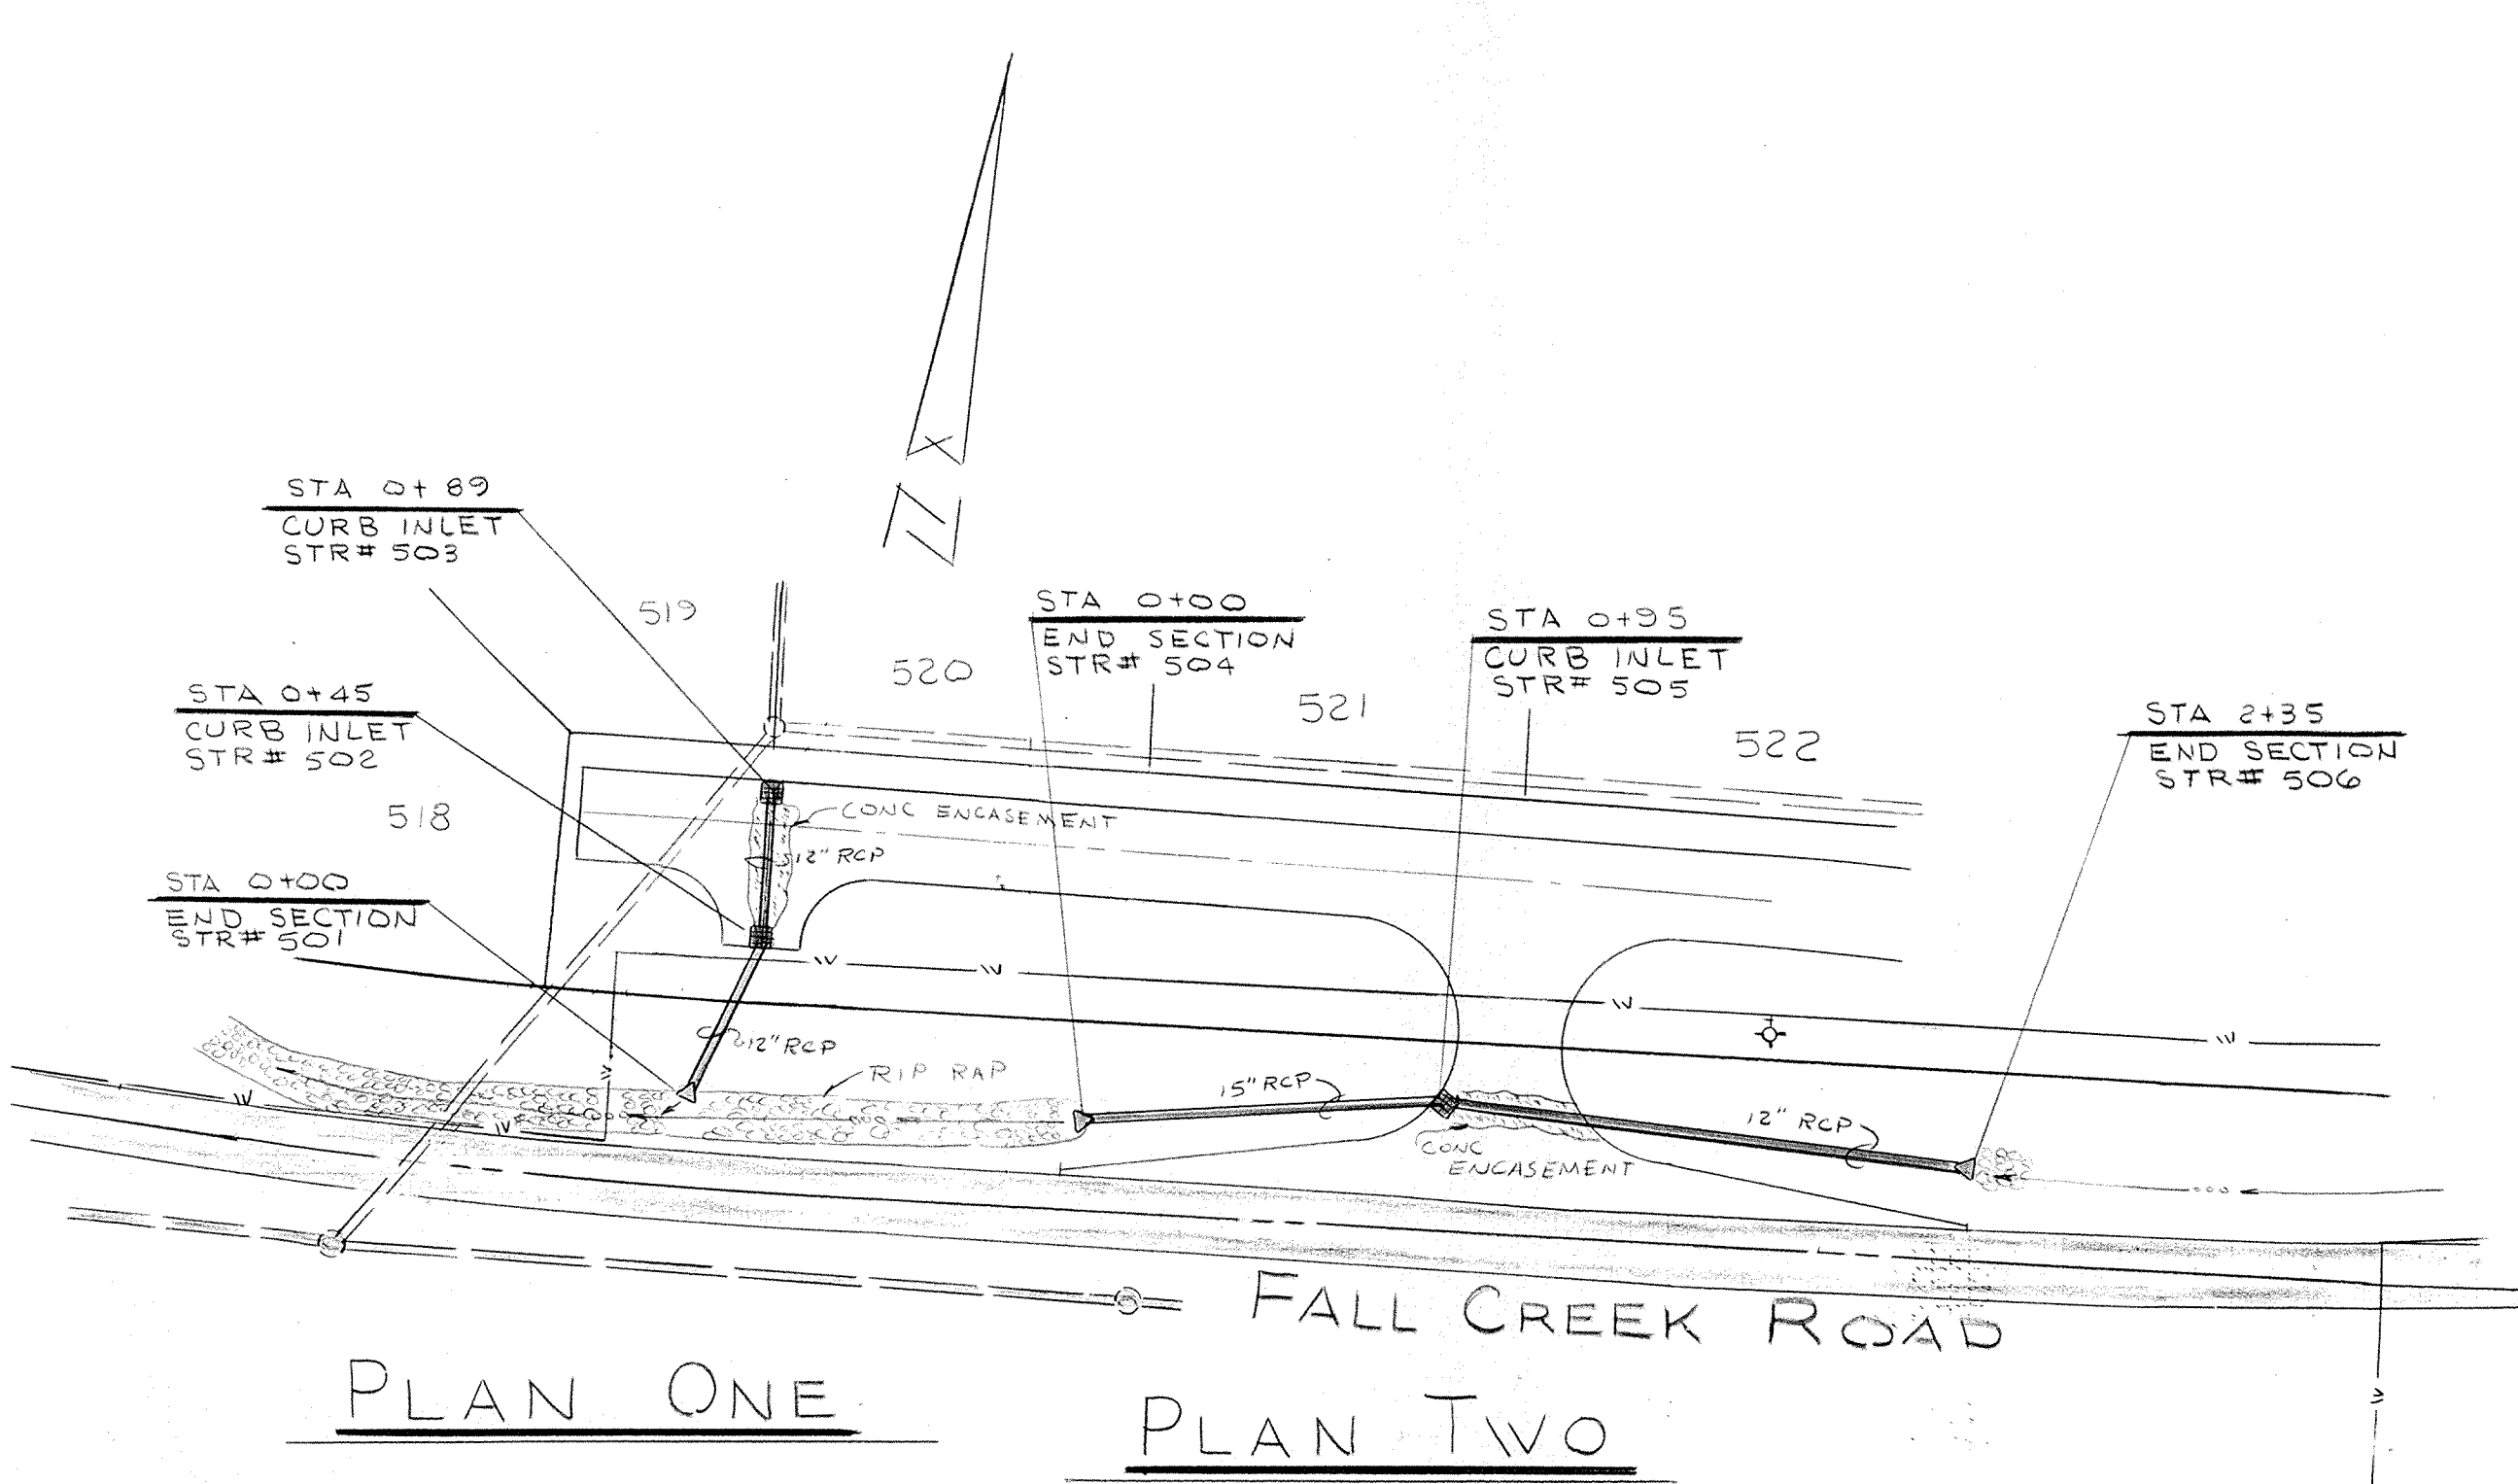 STA 0+89
CURB INLET
STR# 503
519
STA 0+00
END SECTION
STR# 504
520
STA 0+95
CURB INLET
STR# 505
521
STA 0+45
CURB INLET
STR# 502
522
STA 2+35
END SECTION
STR# 506
518
CONC ENCASEMENT
12" RCP
STA 0+00
END SECTION
STR# 501
W
W
W
W
W
12" RCP
RIP RAP
15" RCP
W
W
12" RCP
CONC
ENCASEMENT
N
FALL CREEK ROAD
PLAN ONE
PLAN TWO
W